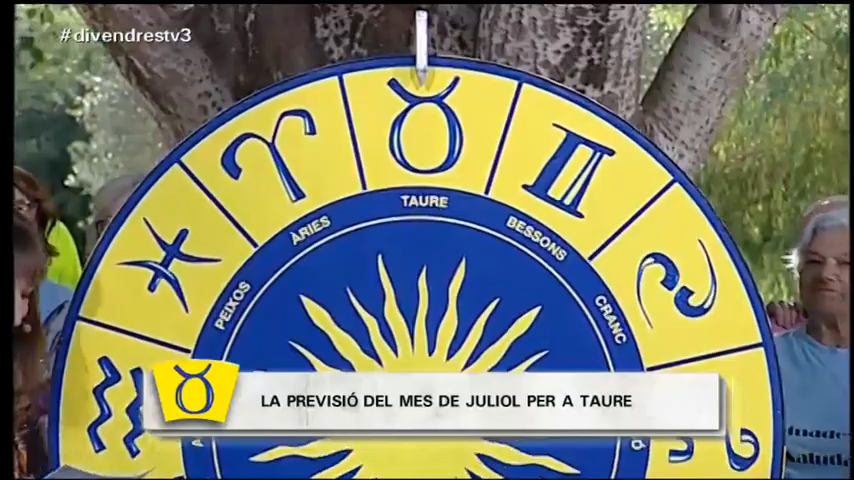 #divendrestv3
TAURE
ÀRIES
BESSONS
PEIXOS
CRANC
LA PREVISIÓ DEL MES DE JULIOL PER A TAURE